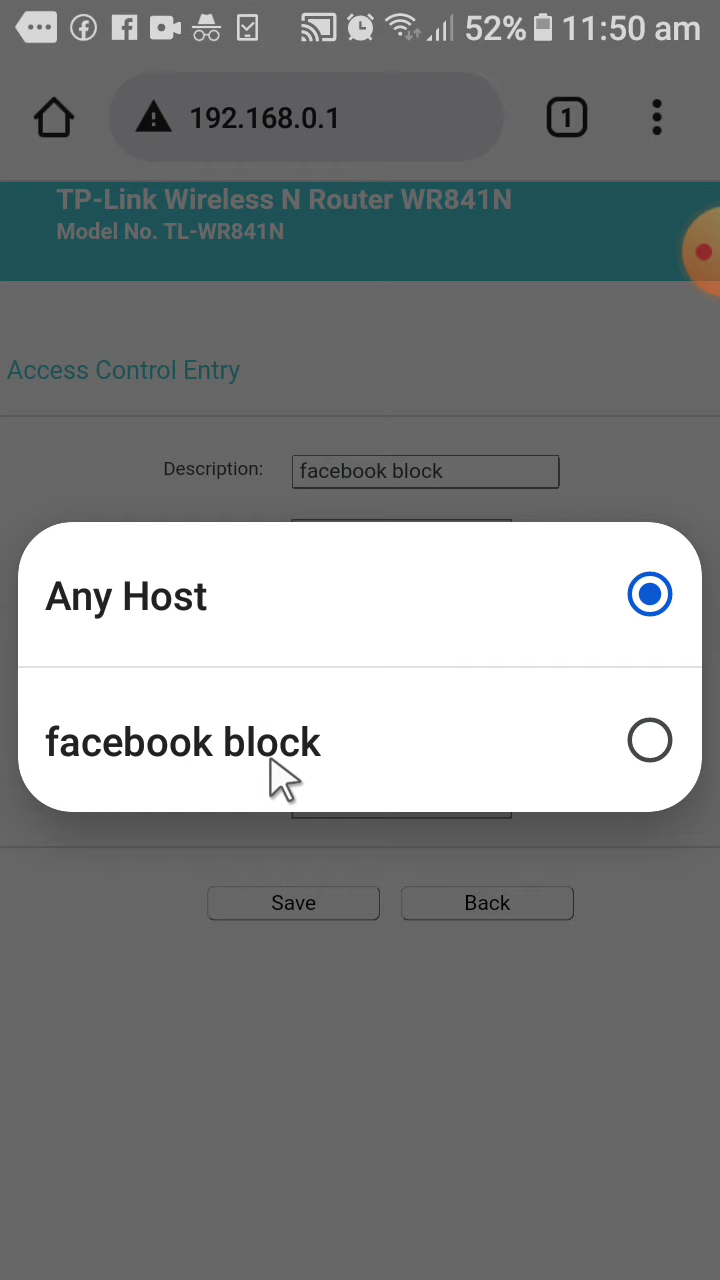 52% 11:50 am
192.168.0.1
1
TP-Link Wireless N Router WR841N
Model No. TL-WR841N
Access Control Entry
Description: facebook block
Any Host
facebook block
Save Back